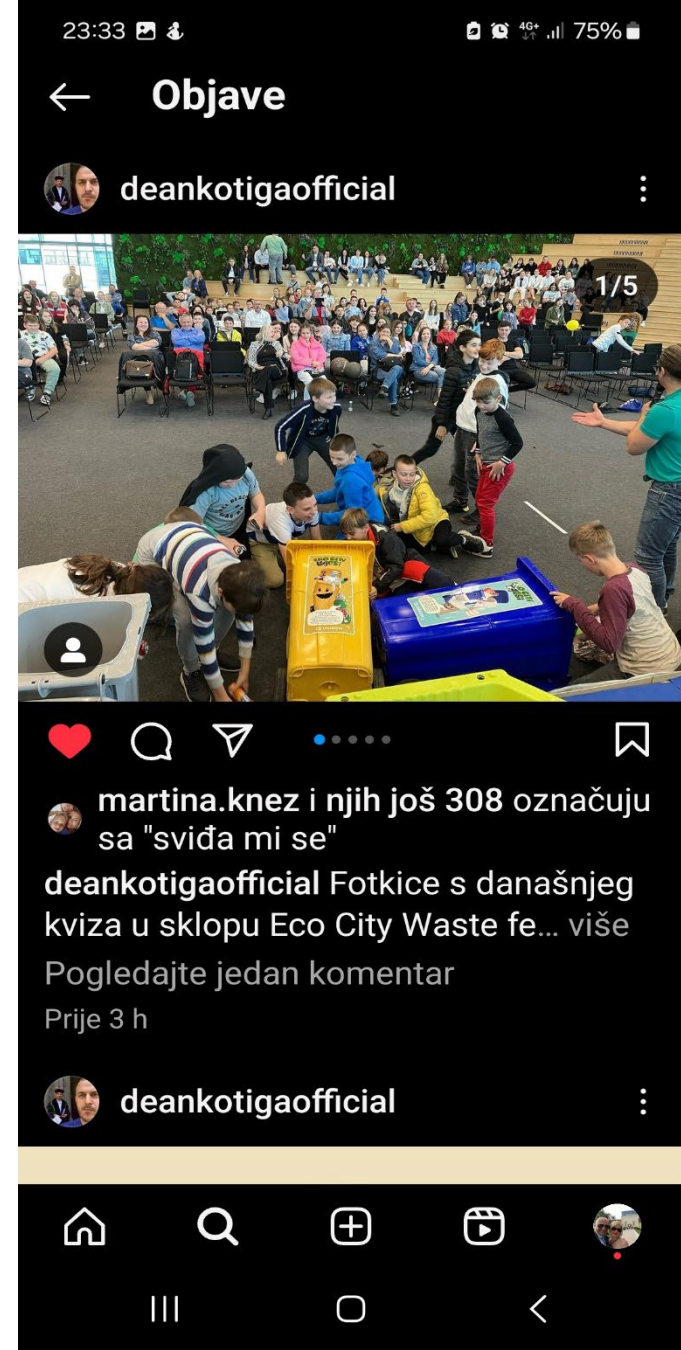 23:33
4G+ 75%
Objave
deankotigaofficial
1/5
martina.knez i njih još 308 označuju
sa "sviđa mi se"
deankotigaofficial Fotkice s današnjeg
kviza u sklopu Eco City Waste fe... više
Pogledajte jedan komentar
Prije 3 h
deankotigaofficial